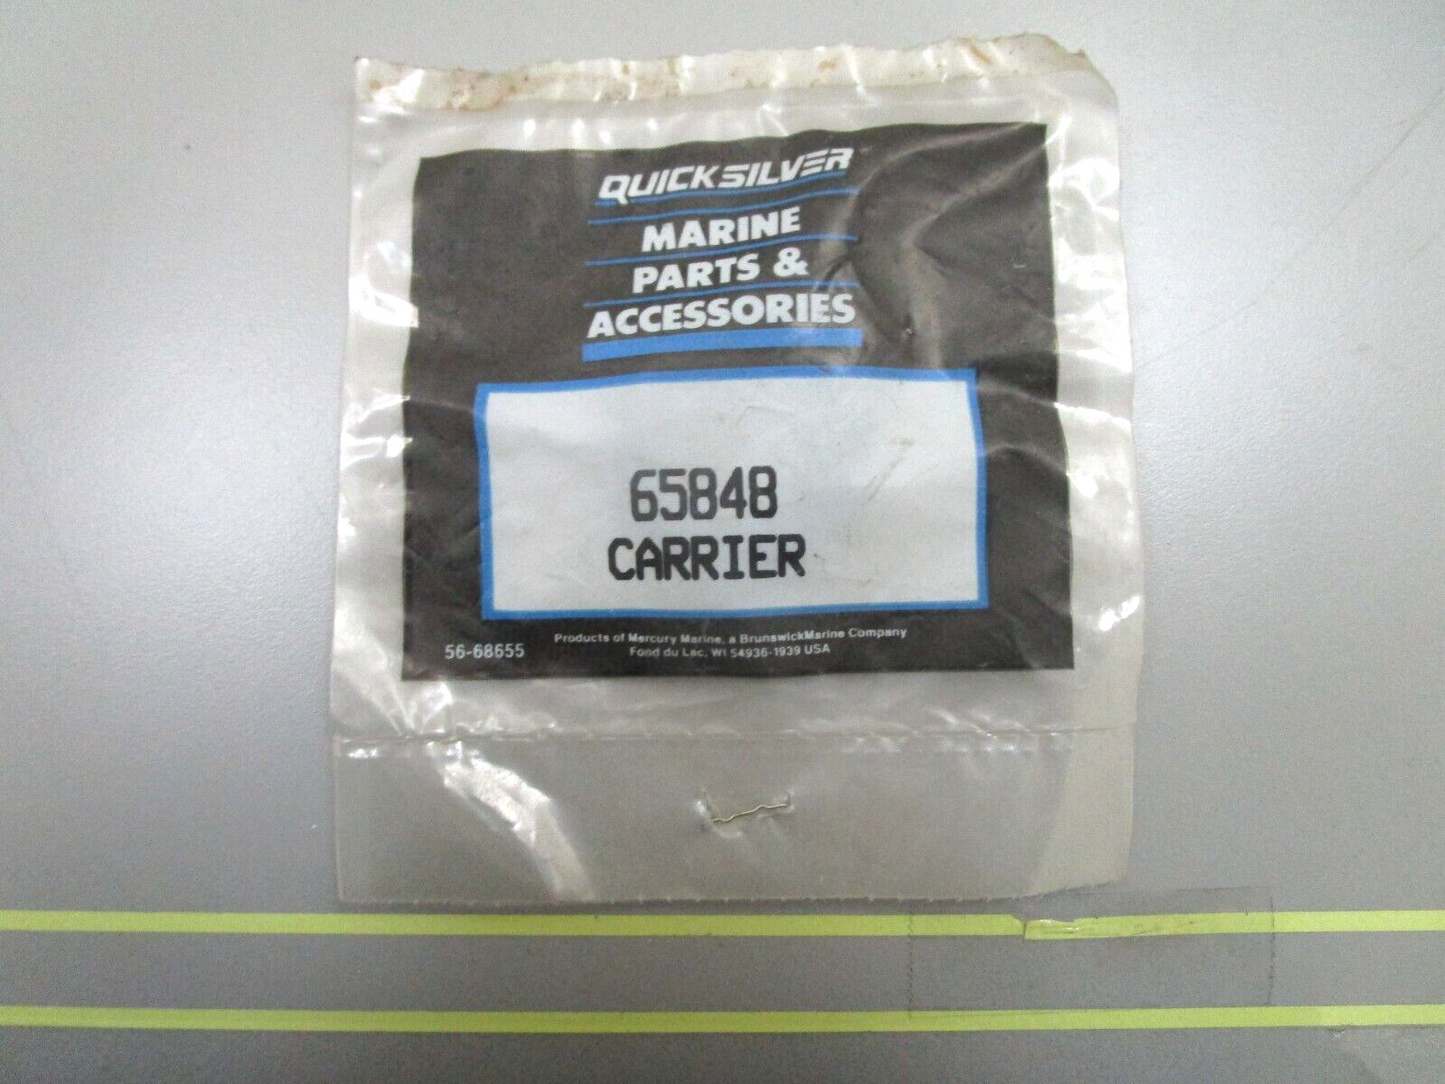 QUICKSILVER
MARINE
PARTS &
ACCESSORIES
65848
CARRIER
Products of Mercury Marine, a BrunswickMarine Company
56-68655
Fond du Lac, WI 54936-1939 USA